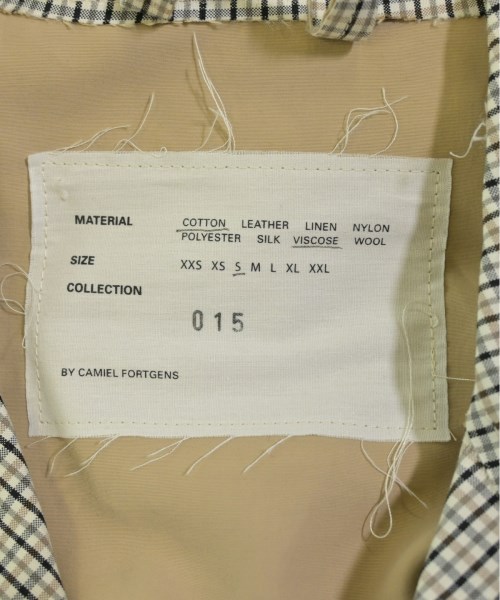 MATERIAL COTTON LEATHER LINEN NYLON
POLYESTER SILK VISCOSE WOOL
SIZE XXS XS S M L XL XXL
COLLECTION
015
BY CAMIEL FORTGENS